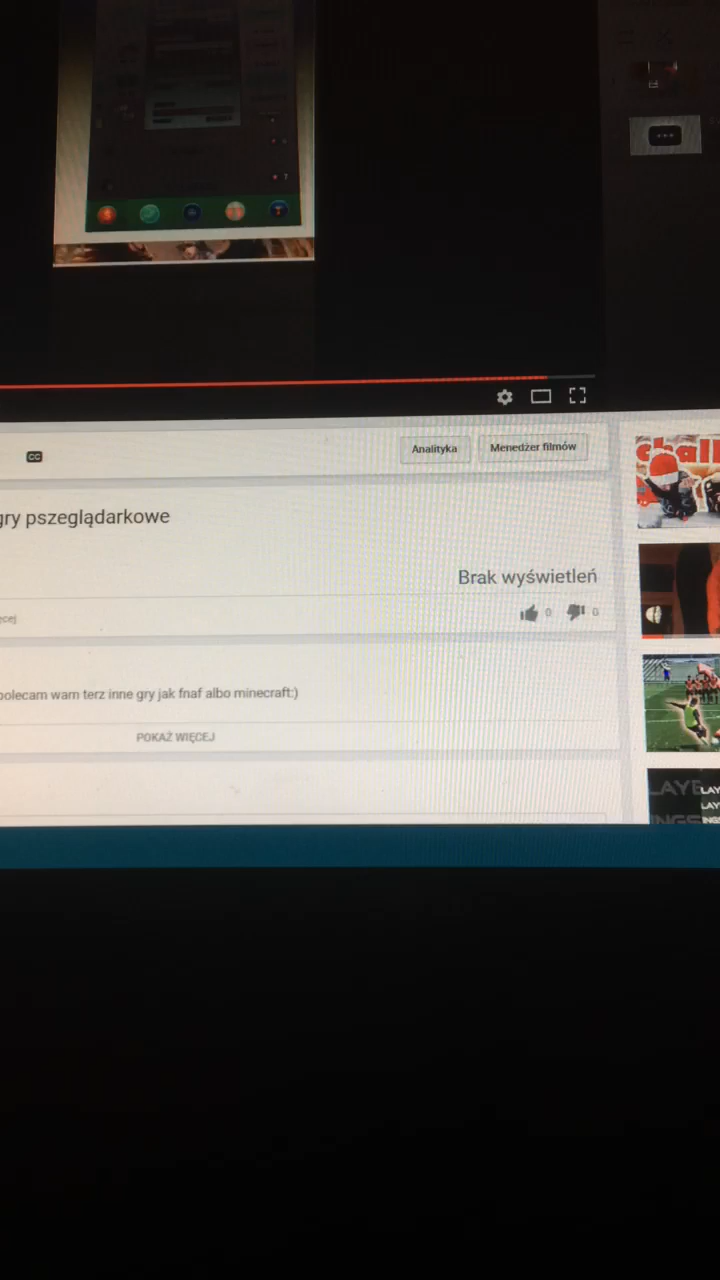 CC
Analityka
Menedżer filmów
gry pszeglądarkowe
Brak wyświetleń
0
0
polecam wam terz inne gry jak fnaf albo minecraft:)
POKAŻ WIĘCEJ